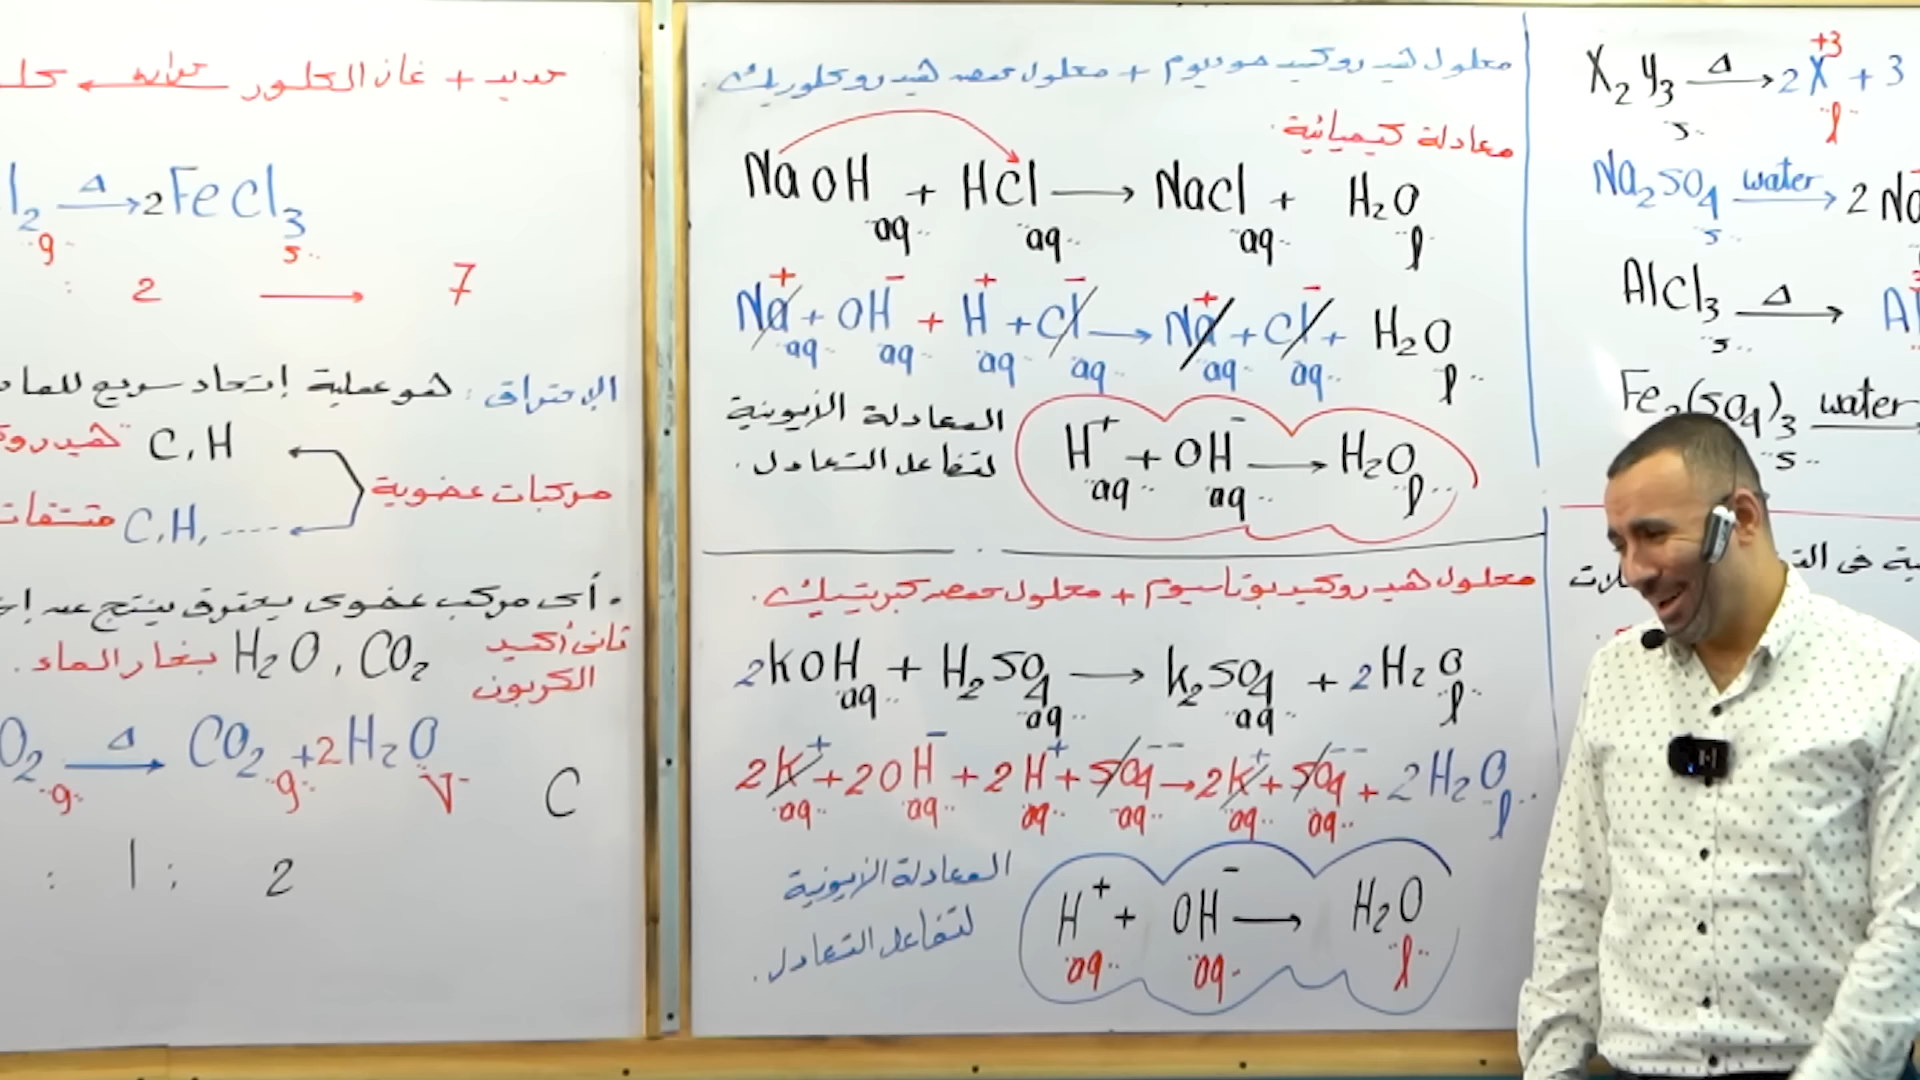 X₂Y₃ —Δ→ 2X⁺³ + 3
s l
Na₂SO₄ —water→ 2Na
s
AlCl₃ —Δ→ Al
s
Fe₂(SO₄)₃ —water→
s
محلول هيدروكسيد صوديوم + محلول حمض هيدروكلوريك.
معادلة كيميائية.
NaOH + HCl → NaCl + H₂O
aq aq aq l
Na⁺ + OH⁻ + H⁺ + Cl⁻ → Na⁺ + Cl⁻ + H₂O
aq aq aq aq aq aq l
المعادلة الأيونية
لتفاعل التعادل.
H⁺ + OH⁻ → H₂O
aq aq l
محلول هيدروكسيد بوتاسيوم + محلول حمض كبريتيك.
2KOH + H₂SO₄ → K₂SO₄ + 2H₂O
aq aq aq l
2K⁺ + 2OH⁻ + 2H⁺ + SO₄⁻⁻ → 2K⁺ + SO₄⁻⁻ + 2H₂O
aq aq aq aq aq aq l
المعادلة الأيونية
لتفاعل التعادل.
H⁺ + OH⁻ → H₂O
aq aq l
حديد + غاز الكلور حرارة
l₂ —Δ→ 2FeCl₃
g s
: 2 → 7
الإحتراق : هو عملية إتحاد سريع
مركبات عضوية
C, H
C, H, ----
. أى مركب عضوى يحترق ينتج عنه
ثانى أكسيد الكربون CO₂ , H₂O بخار الماء.
O₂ —Δ→ CO₂ + 2H₂O
g g v
C
: 1 : 2